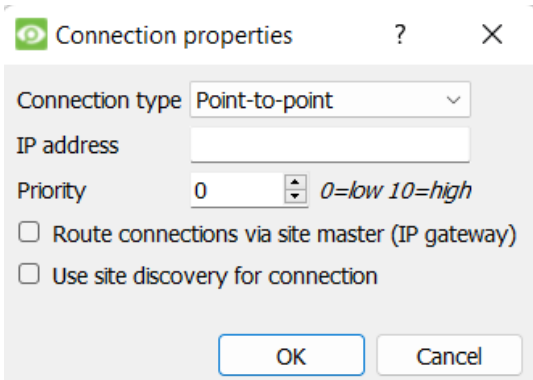 Connection properties ?
Connection type Point-to-point
IP address
Priority 0 0=low 10=high
Route connections via site master (IP gateway)
Use site discovery for connection
OK Cancel